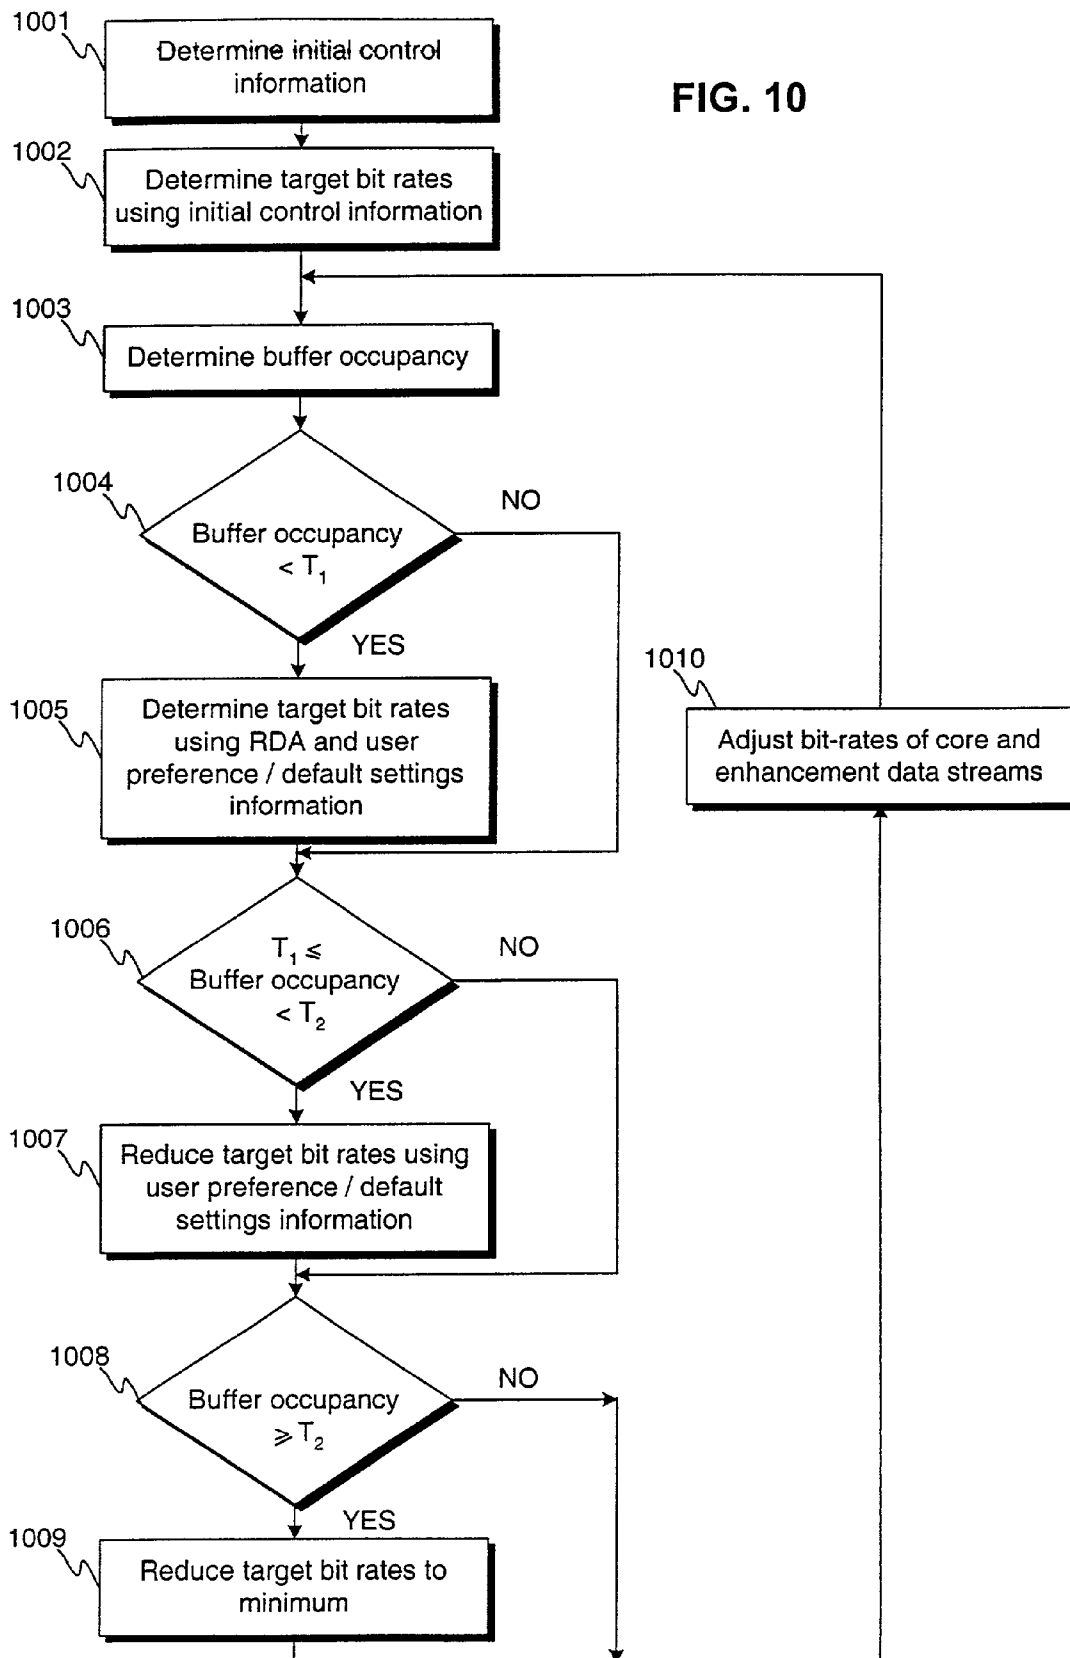 1001
Determine initial control
information
FIG. 10
1002
Determine target bit rates
using initial control information
1003
Determine buffer occupancy
1004
NO
Buffer occupancy
< T1
YES
1005
Determine target bit rates
using RDA and user
preference / default settings
information
1010
Adjust bit-rates of core and
enhancement data streams
1006
NO
T1 ⩽
Buffer occupancy
< T2
YES
1007
Reduce target bit rates using
user preference / default
settings information
1008
NO
Buffer occupancy
⩾ T2
YES
1009
Reduce target bit rates to
minimum